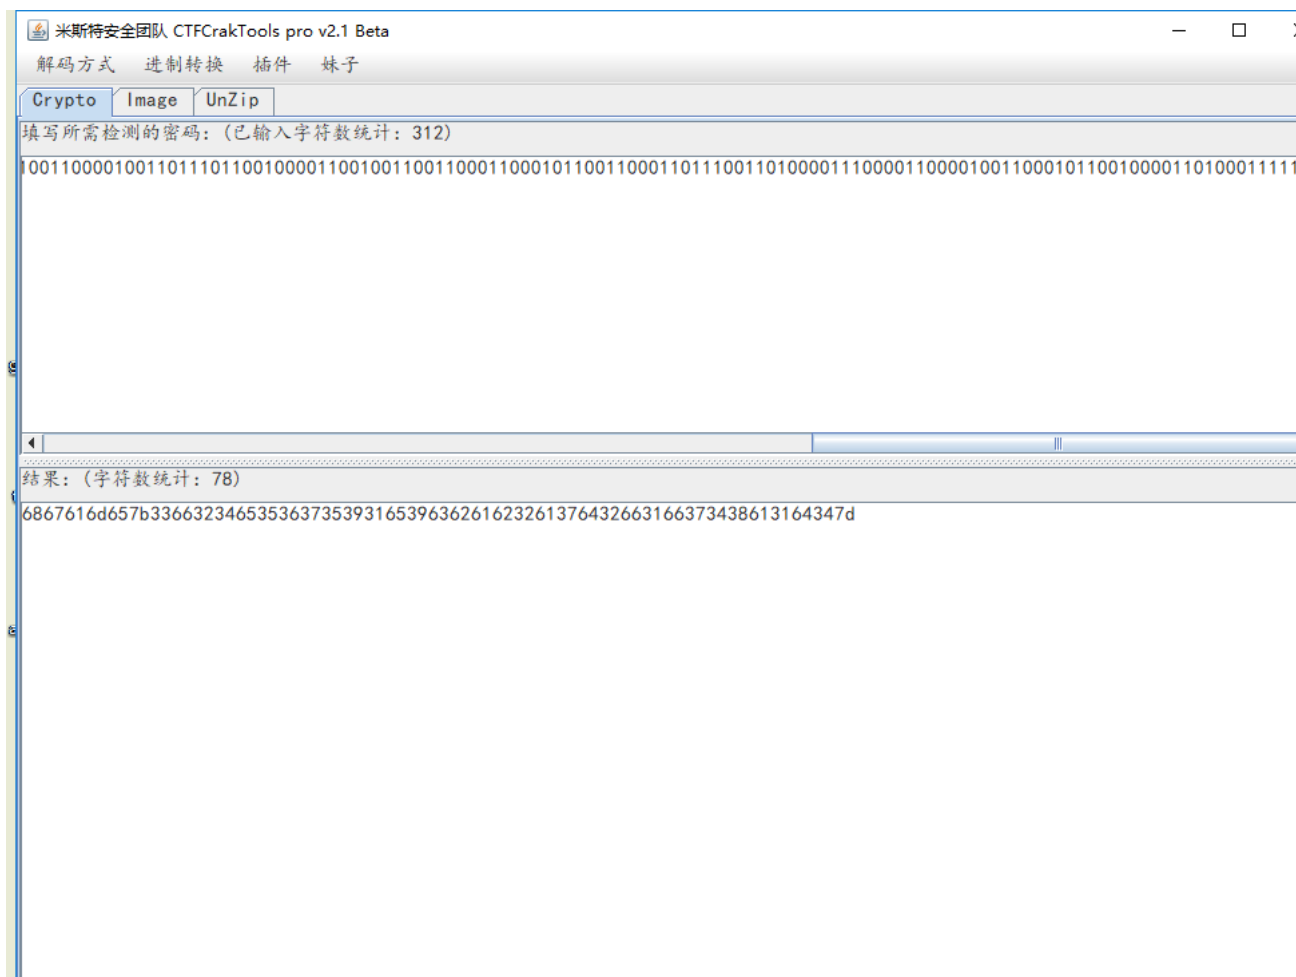 米斯特安全团队 CTFCrakTools pro v2.1 Beta
解码方式 进制转换 插件 妹子
Crypto Image UnZip
填写所需检测的密码：(已输入字符数统计：312)
100110000100110111011001000011001001100110001100010110011000110111001101000011100001100001001100010110010000110100011111
结果：(字符数统计：78)
6867616d657b33663234653536373539316539636261623261376432663166373438613164347d